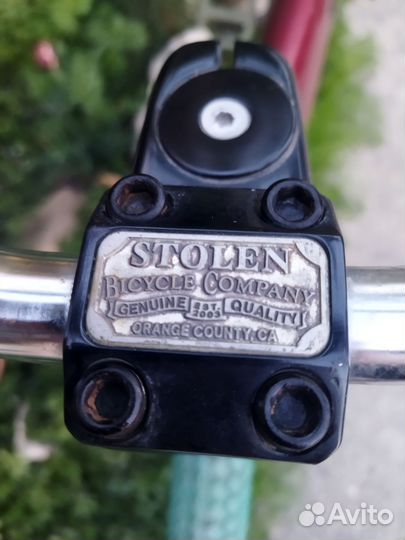 STOLEN
BICYCLE COMPANY
GENUINE EST 2003 QUALITY
ORANGE COUNTY, CA
Avito